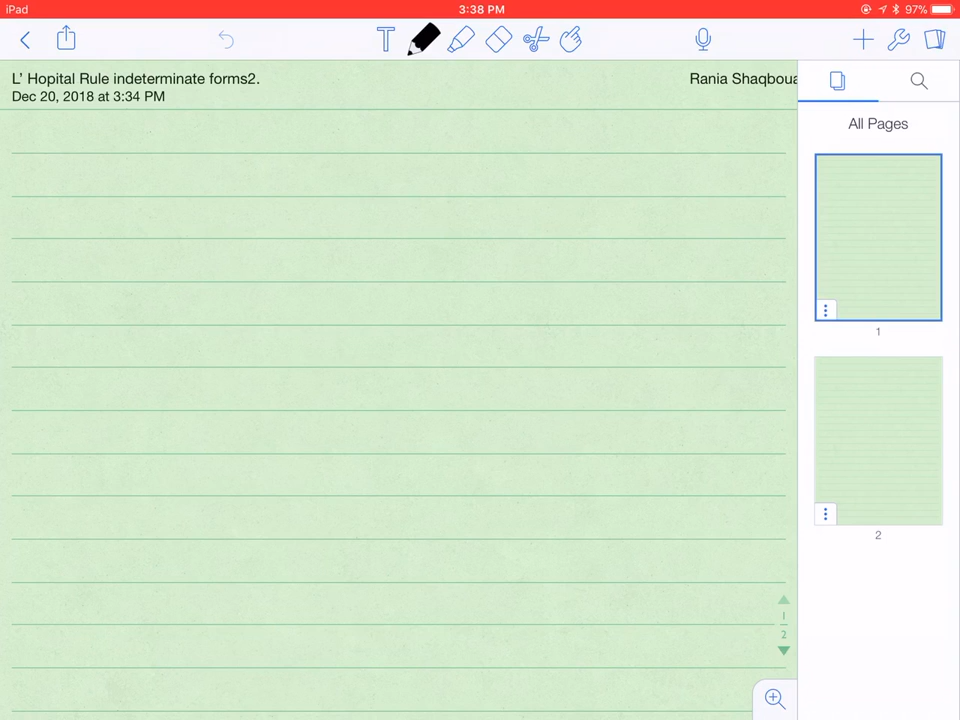 iPad 3:38 PM 97%
L' Hopital Rule indeterminate forms2. Rania Shaqboua
Dec 20, 2018 at 3:34 PM
All Pages
1
2
1
2